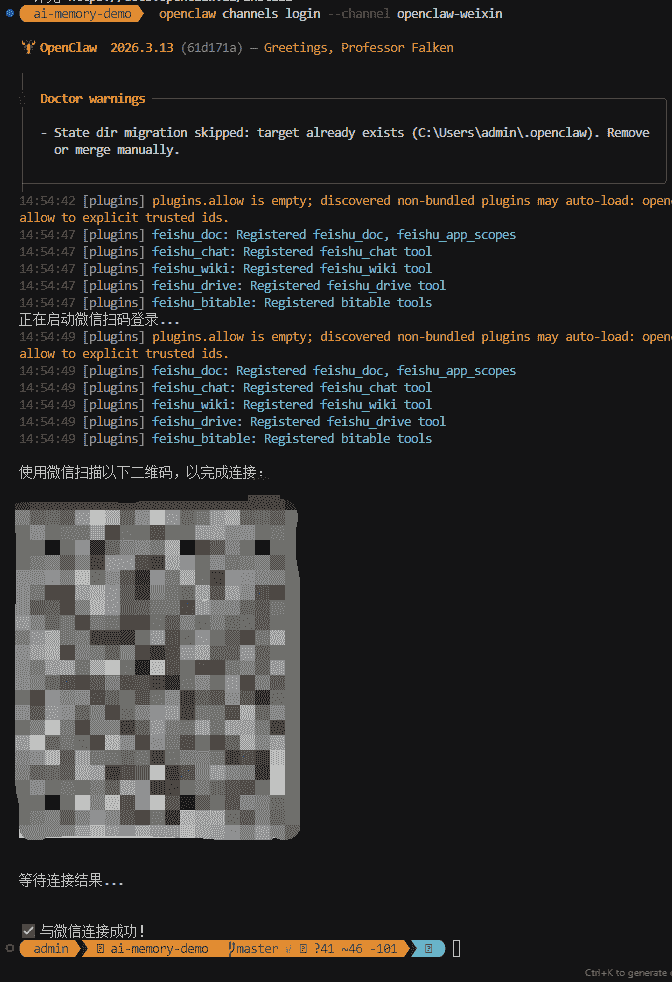 ai-memory-demo openclaw channels login --channel openclaw-weixin
OpenClaw 2026.3.13 (61d171a) — Greetings, Professor Falken
Doctor warnings
- State dir migration skipped: target already exists (C:\Users\admin\.openclaw). Remove
or merge manually.
14:54:42 [plugins] plugins.allow is empty; discovered non-bundled plugins may auto-load: open
allow to explicit trusted ids.
14:54:47 [plugins] feishu_doc: Registered feishu_doc, feishu_app_scopes
14:54:47 [plugins] feishu_chat: Registered feishu_chat tool
14:54:47 [plugins] feishu_wiki: Registered feishu_wiki tool
14:54:47 [plugins] feishu_drive: Registered feishu_drive tool
14:54:47 [plugins] feishu_bitable: Registered bitable tools
正在启动微信扫码登录...
14:54:49 [plugins] plugins.allow is empty; discovered non-bundled plugins may auto-load: open
allow to explicit trusted ids.
14:54:49 [plugins] feishu_doc: Registered feishu_doc, feishu_app_scopes
14:54:49 [plugins] feishu_chat: Registered feishu_chat tool
14:54:49 [plugins] feishu_wiki: Registered feishu_wiki tool
14:54:49 [plugins] feishu_drive: Registered feishu_drive tool
14:54:49 [plugins] feishu_bitable: Registered bitable tools
使用微信扫描以下二维码，以完成连接：
等待连接结果...
✅ 与微信连接成功！
admin ai-memory-demo master ?41 ~46 -101
Ctrl+K to generate